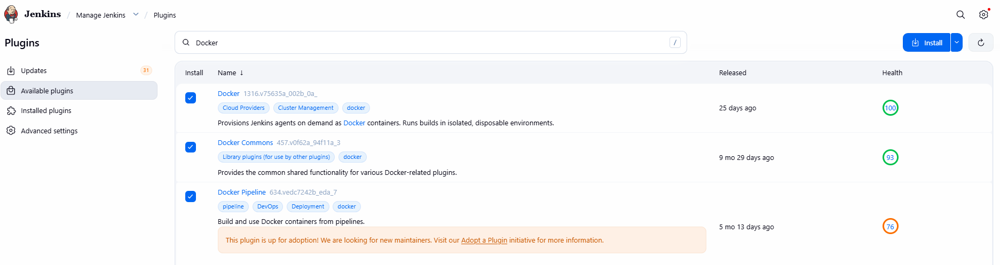 Jenkins / Manage Jenkins / Plugins
Plugins
Docker /
Install
Updates 31
Available plugins
Installed plugins
Advanced settings
Install Name ↓ Released Health
Docker 1316.v75635a_002b_0a_
Cloud Providers Cluster Management docker
25 days ago 100
Provisions Jenkins agents on demand as Docker containers. Runs builds in isolated, disposable environments.
Docker Commons 457.v0f62a_94f11a_3
Library plugins (for use by other plugins) docker
9 mo 29 days ago 93
Provides the common shared functionality for various Docker-related plugins.
Docker Pipeline 634.vedc7242b_eda_7
pipeline DevOps Deployment docker
Build and use Docker containers from pipelines.
5 mo 13 days ago 76
This plugin is up for adoption! We are looking for new maintainers. Visit our Adopt a Plugin initiative for more information.